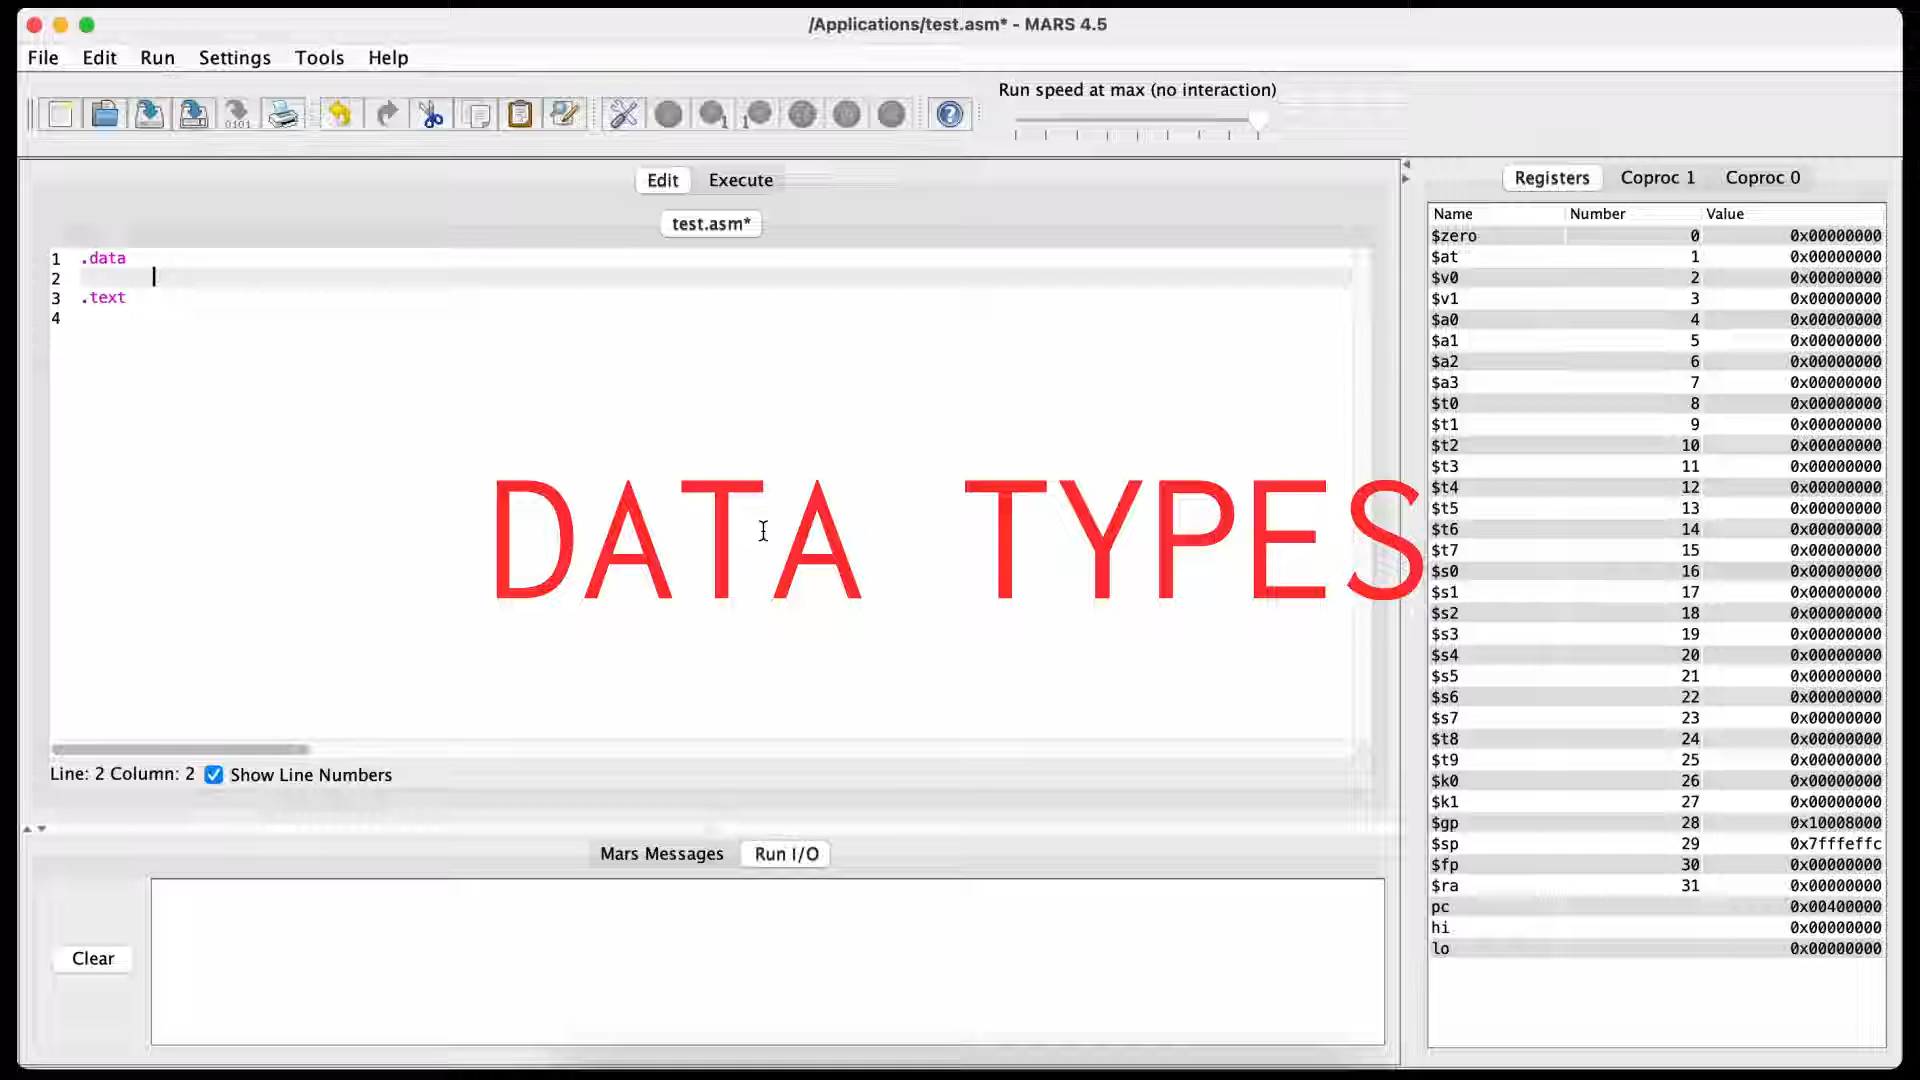 /Applications/test.asm* - MARS 4.5
File Edit Run Settings Tools Help
Run speed at max (no interaction)
0101
1
1
Edit Execute
test.asm*
1 .data
2
3 .text
4
DATA TYPES
Line: 2 Column: 2 Show Line Numbers
Mars Messages Run I/O
Clear
Registers Coproc 1 Coproc 0
Name Number Value
$zero 0 0x00000000
$at 1 0x00000000
$v0 2 0x00000000
$v1 3 0x00000000
$a0 4 0x00000000
$a1 5 0x00000000
$a2 6 0x00000000
$a3 7 0x00000000
$t0 8 0x00000000
$t1 9 0x00000000
$t2 10 0x00000000
$t3 11 0x00000000
$t4 12 0x00000000
$t5 13 0x00000000
$t6 14 0x00000000
$t7 15 0x00000000
$s0 16 0x00000000
$s1 17 0x00000000
$s2 18 0x00000000
$s3 19 0x00000000
$s4 20 0x00000000
$s5 21 0x00000000
$s6 22 0x00000000
$s7 23 0x00000000
$t8 24 0x00000000
$t9 25 0x00000000
$k0 26 0x00000000
$k1 27 0x00000000
$gp 28 0x10008000
$sp 29 0x7fffeffc
$fp 30 0x00000000
$ra 31 0x00000000
pc 0x00400000
hi 0x00000000
lo 0x00000000